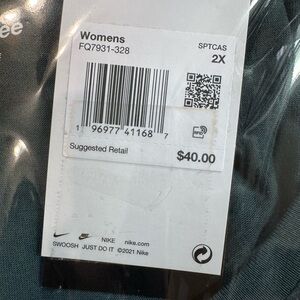 Womens
FQ7931-328
SPTCAS
2X
1 96977 41168 7
Suggested Retail
$40.00
NIKE nike.com
SWOOSH JUST DO IT ©2021 Nike